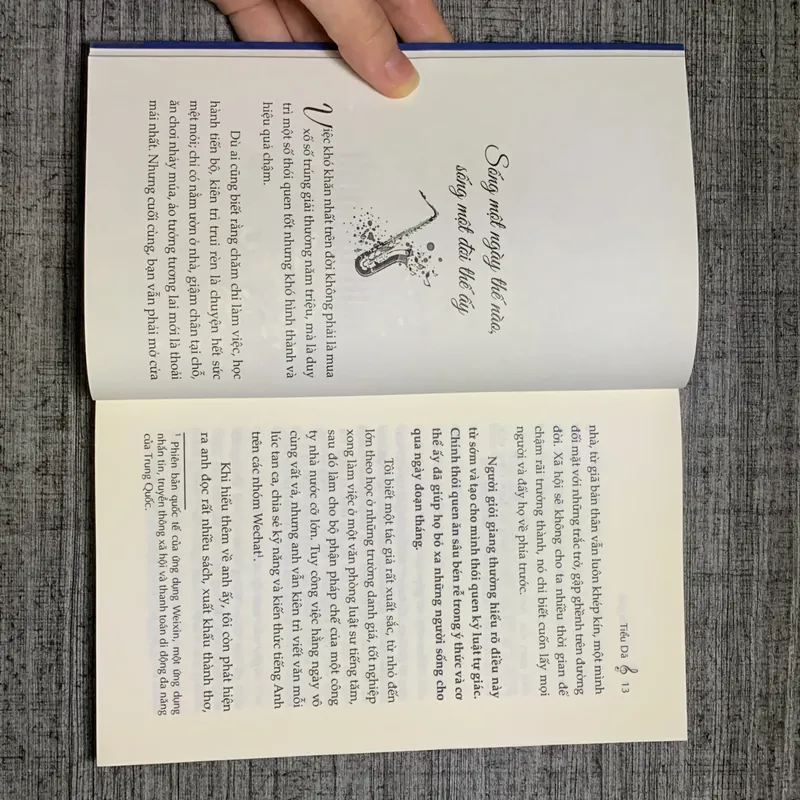 Sống một ngày thế nào,
sống một đời thế ấy
Việc khó khăn nhất trên đời không phải là mua
xổ số trúng giải thưởng năm triệu, mà là duy
trì một số thói quen tốt nhưng khó hình thành và
hiệu quả chậm.
Dù ai cũng biết rằng chăm chỉ làm việc, học
hành tiến bộ, kiên trì trui rèn là chuyện hết sức
mệt mỏi; chỉ có nằm ườn ở nhà, giậm chân tại chỗ,
ăn chơi nhảy múa, ảo tưởng tương lai mới là thoải
mái nhất. Nhưng cuối cùng, bạn vẫn phải mở cửa
Tiểu Dã 13
nhà, từ giã bản thân vẫn luôn khép kín, một mình
đối mặt với những trắc trở, gập ghềnh trên đường
đời. Xã hội sẽ không cho ta nhiều thời gian để
chậm rãi trưởng thành, nó chỉ biết cuốn lấy mọi
người và đẩy họ về phía trước.
Người giỏi giang thường hiểu rõ điều này
từ sớm và tạo cho mình thói quen kỷ luật tự giác.
Chính thói quen ăn sâu bén rễ trong ý thức và cơ
thể ấy đã giúp họ bỏ xa những người sống cho
qua ngày đoạn tháng.
Tôi biết một tác giả rất xuất sắc, từ nhỏ đến
lớn theo học ở những trường danh giá, tốt nghiệp
xong làm việc ở một văn phòng luật sư tiếng tăm,
sau đó làm cho bộ phận pháp chế của một công
ty nhà nước cỡ lớn. Tuy công việc hằng ngày vô
cùng vất vả, nhưng anh vẫn kiên trì viết văn mỗi
lúc tan ca, chia sẻ kỹ năng và kiến thức tiếng Anh
trên các nhóm Wechat¹.
Khi hiểu thêm về anh ấy, tôi còn phát hiện
ra anh đọc rất nhiều sách, xuất khẩu thành thơ,
¹ Phiên bản quốc tế của ứng dụng Weixin, một ứng dụng
nhắn tin, truyền thông xã hội và thanh toán di động đa năng
của Trung Quốc.